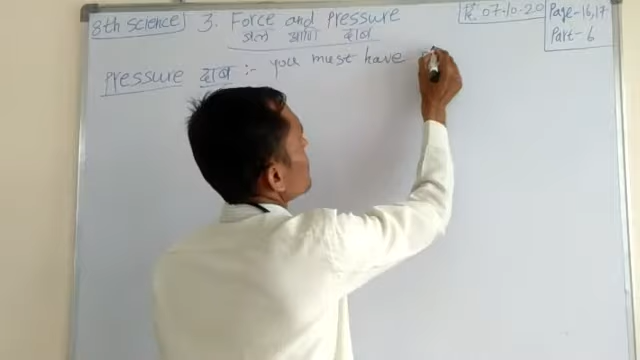 8th science
3. Force and Pressure
बल आणि दाब
07-10-20
Page-16,17
Part-6
Pressure दाब :- you must have